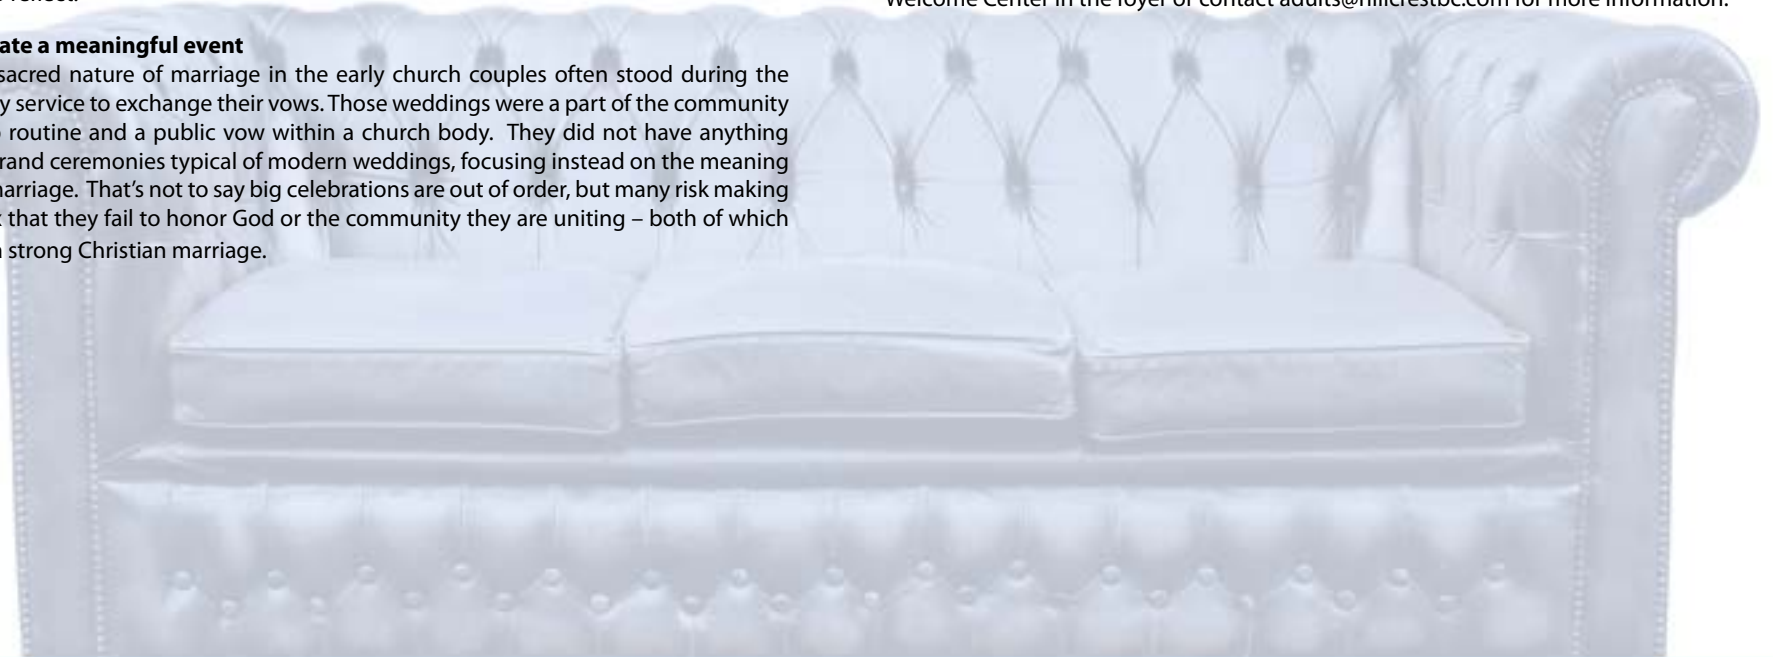 reflect.
ate a meaningful event
sacred nature of marriage in the early church couples often stood during the
y service to exchange their vows. Those weddings were a part of the community
routine and a public vow within a church body. They did not have anything
rand ceremonies typical of modern weddings, focusing instead on the meaning
marriage. That’s not to say big celebrations are out of order, but many risk making
that they fail to honor God or the community they are uniting – both of which
strong Christian marriage.
Welcome Center in the foyer or contact adults@hillcrestbc.com for more information.